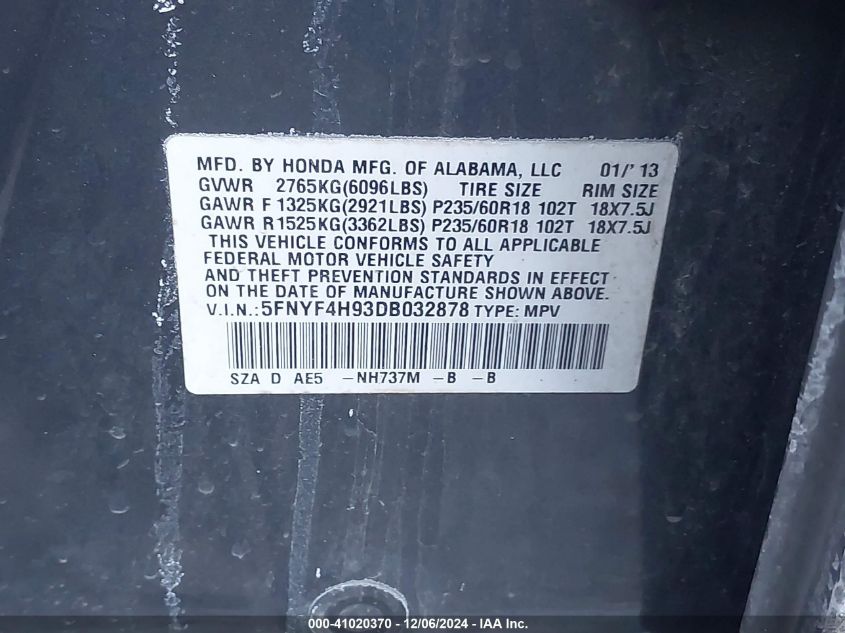 MFD. BY HONDA MFG. OF ALABAMA, LLC 01/' 13
GVWR 2765KG(6096LBS) TIRE SIZE RIM SIZE
GAWR F 1325KG(2921LBS) P235/60R18 102T 18X7.5J
GAWR R 1525KG(3362LBS) P235/60R18 102T 18X7.5J
THIS VEHICLE CONFORMS TO ALL APPLICABLE
FEDERAL MOTOR VEHICLE SAFETY
AND THEFT PREVENTION STANDARDS IN EFFECT
ON THE DATE OF MANUFACTURE SHOWN ABOVE.
V.I.N.: 5FNYF4H93DB032878 TYPE: MPV
SZA D AE5 -NH737M -B -B
000-41020370 - 12/06/2024 - IAA Inc.